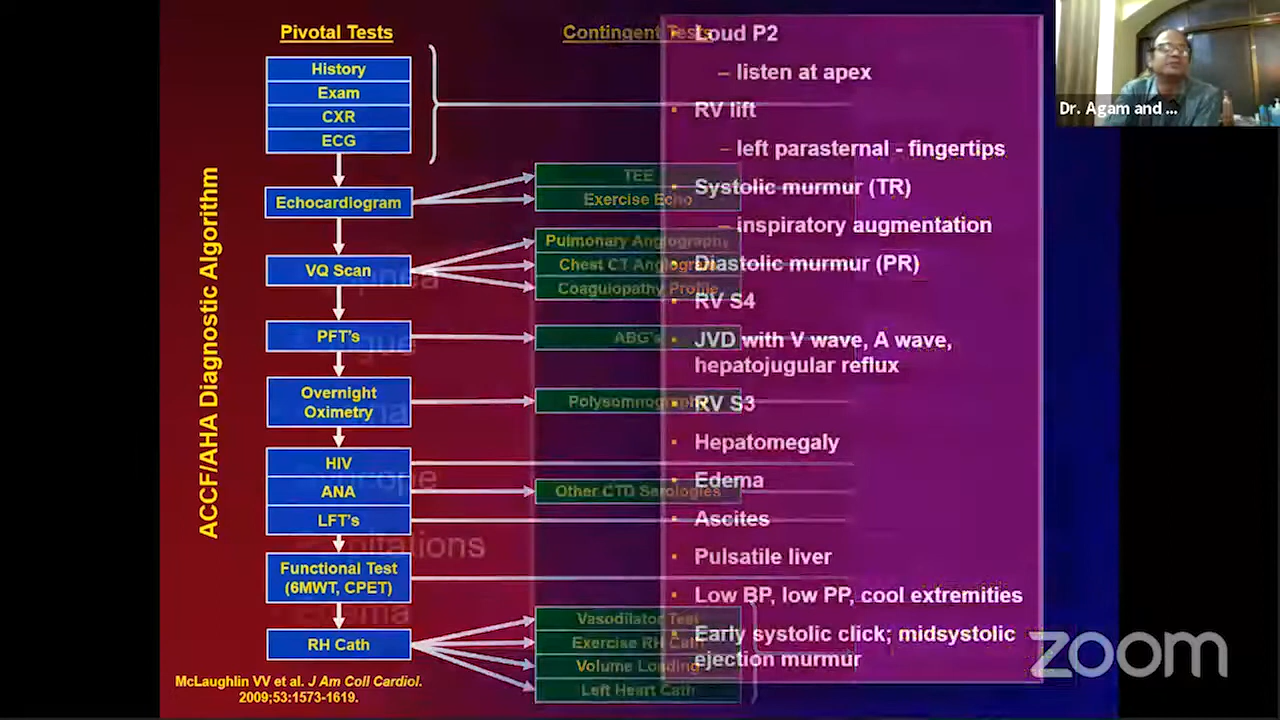 Pivotal Tests
History
Exam
CXR
ECG
Echocardiogram
VQ Scan
PFT's
Overnight
Oximetry
HIV
ANA
LFT's
Functional Test
(6MWT, CPET)
RH Cath
ACCF/AHA Diagnostic Algorithm
McLaughlin VV et al. J Am Coll Cardiol.
2009;53:1573-1619.
Contingent Tests
TEE
Exercise Echo
Pulmonary Angiography
Chest CT Angiogram
Coagulopathy Profile
ABG's
Polysomnography
Other CTD Serologies
Vasodilator Test
Exercise RH Cath
Volume Loading
Left Heart Cath
Loud P2
– listen at apex
RV lift
– left parasternal - fingertips
Systolic murmur (TR)
– inspiratory augmentation
Diastolic murmur (PR)
RV S4
JVD with V wave, A wave,
hepatojugular reflux
RV S3
Hepatomegaly
Edema
Ascites
Pulsatile liver
Low BP, low PP, cool extremities
Early systolic click; midsystolic
ejection murmur
Dr. Agam and ...
zoom